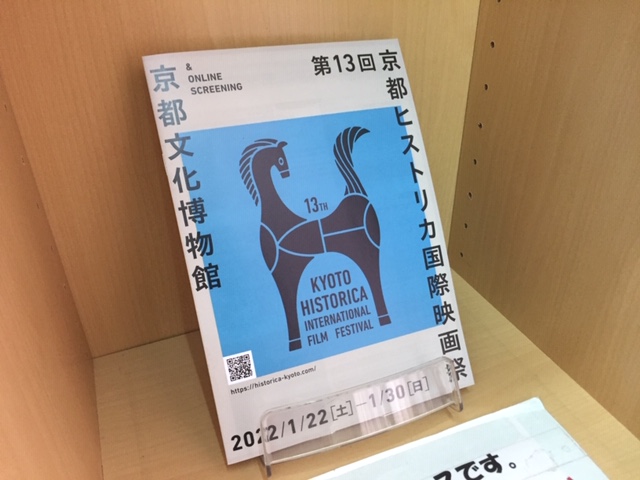 京都文化博物館
& ONLINE
SCREENING
第13回
京都ヒストリカ国際映画祭
13TH
KYOTO
HISTORICA
INTERNATIONAL
FILM FESTIVAL
https://historica-kyoto.com/
2022/1/22[土]—1/30[日]
スです。